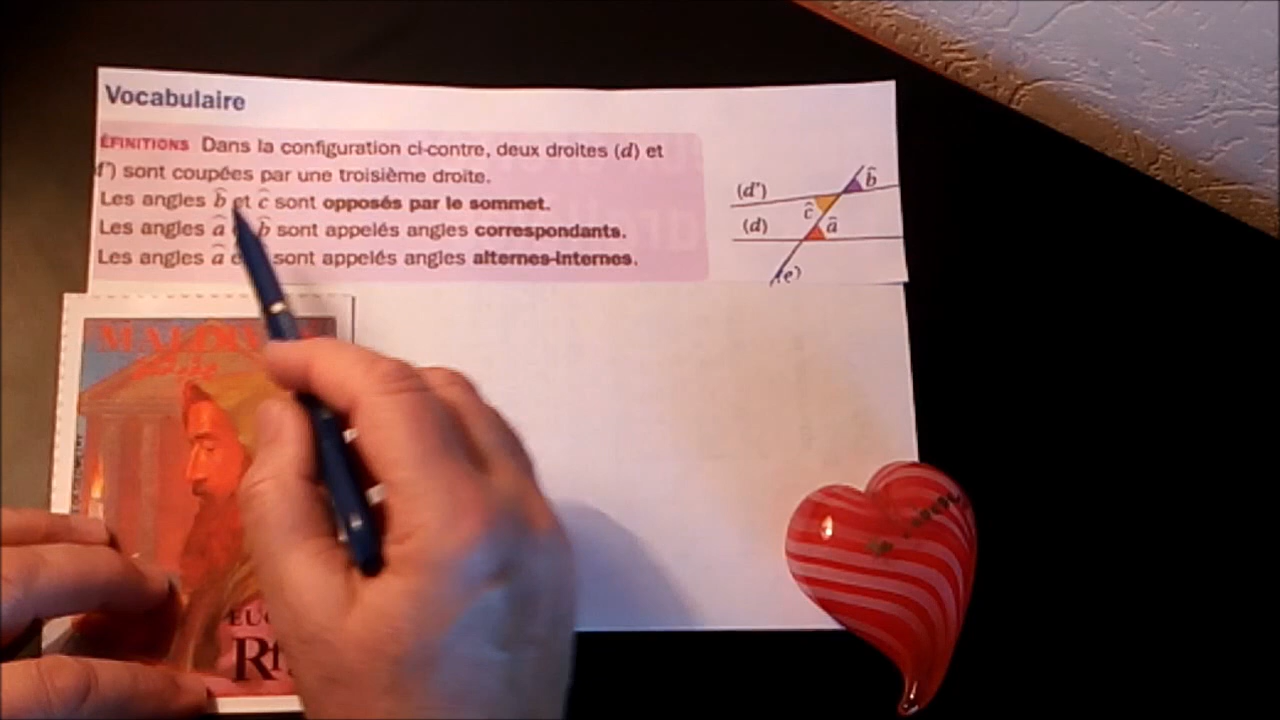 Vocabulaire
ÉFINITIONS Dans la configuration ci-contre, deux droites (d) et
') sont coupées par une troisième droite.
Les angles b̂ et ĉ sont opposés par le sommet.
Les angles â b̂ sont appelés angles correspondants.
Les angles â e sont appelés angles alternes-internes.
(d')
b̂
ĉ
(d)
â
(e)